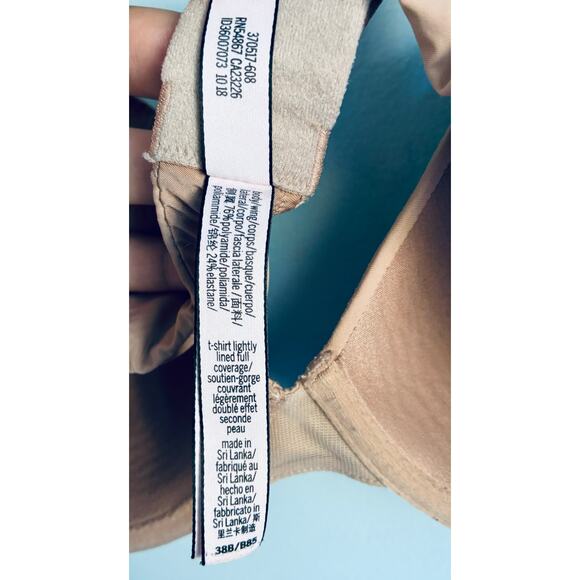 370517-608
RN54867 CA23226
ID36007073 10 18
body/wing/corps/basque/cuerpo/
lateral/corpo/fascia laterale /面料/
侧翼 76% polyamide/poliamida/
poliammide/锦纶 24% elastane/
t-shirt lightly
lined full
coverage/
soutien-gorge
couvrant
légèrement
doublé effet
seconde
peau
made in
Sri Lanka/
fabriqué au
Sri Lanka/
hecho en
Sri Lanka/
fabbricato in
Sri Lanka/ 斯
里兰卡制造
38B/B85